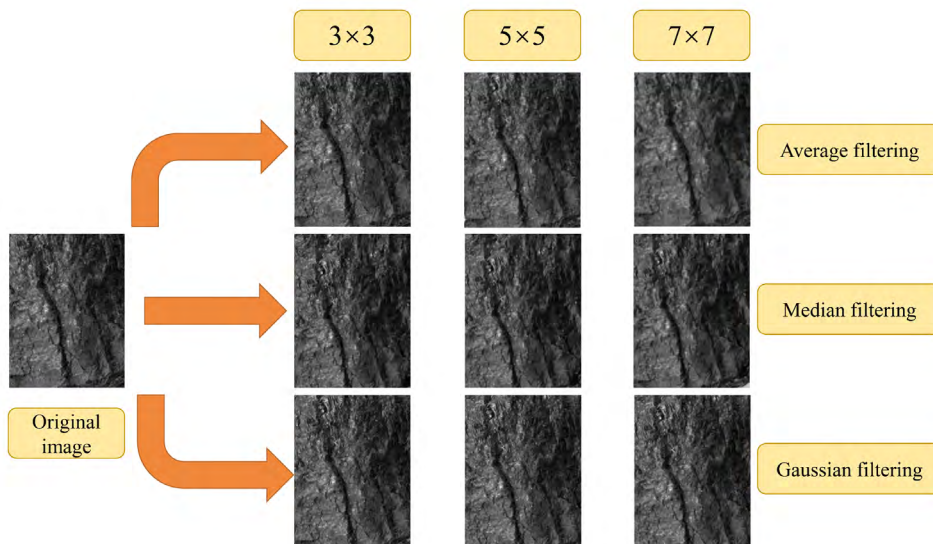 3×3
5×5
7×7
Average filtering
Median filtering
Original
image
Gaussian filtering